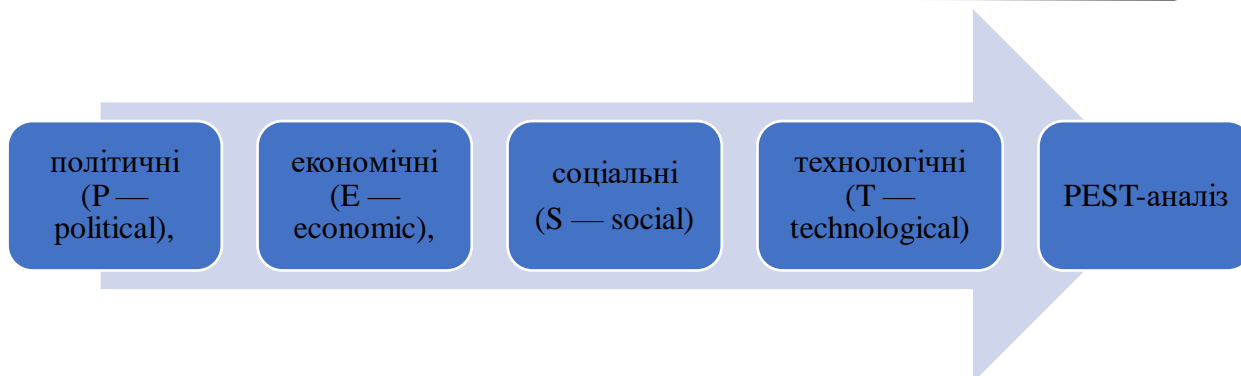 політичні
(P —
political),
економічні
(E —
economic),
соціальні
(S — social)
технологічні
(T —
technological)
PEST-аналіз